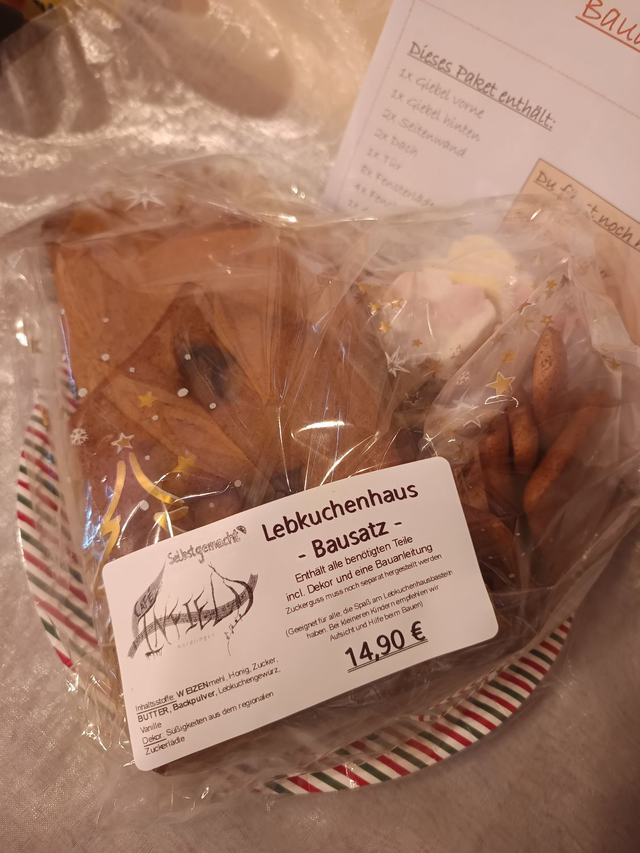 Dieses Paket enthält:
1x Giebel vorne
1x Giebel hinten
2x Seitenwand
2x Dach
1x Tür
Lebkuchenhaus
- Bausatz -
Enthält alle benötigten Teile
incl. Dekor und eine Bauanleitung
Zuckerguss muss noch separat hergestellt werden
(Geeignet für alle, die Spaß am Lebkuchenhausbasteln
haben. Bei kleineren Kindern empfehlen wir
Aufsicht und Hilfe beim Bauen)
14,90 €
Selbstgemacht
CAFÉ
INFIELD
Inhaltsstoffe: WEIZENmehl, Honig, Zucker,
BUTTER, Backpulver, Lebkuchengewürz,
Vanille
Dekor: Süßigkeiten aus dem regionalen
Zuckerlädle